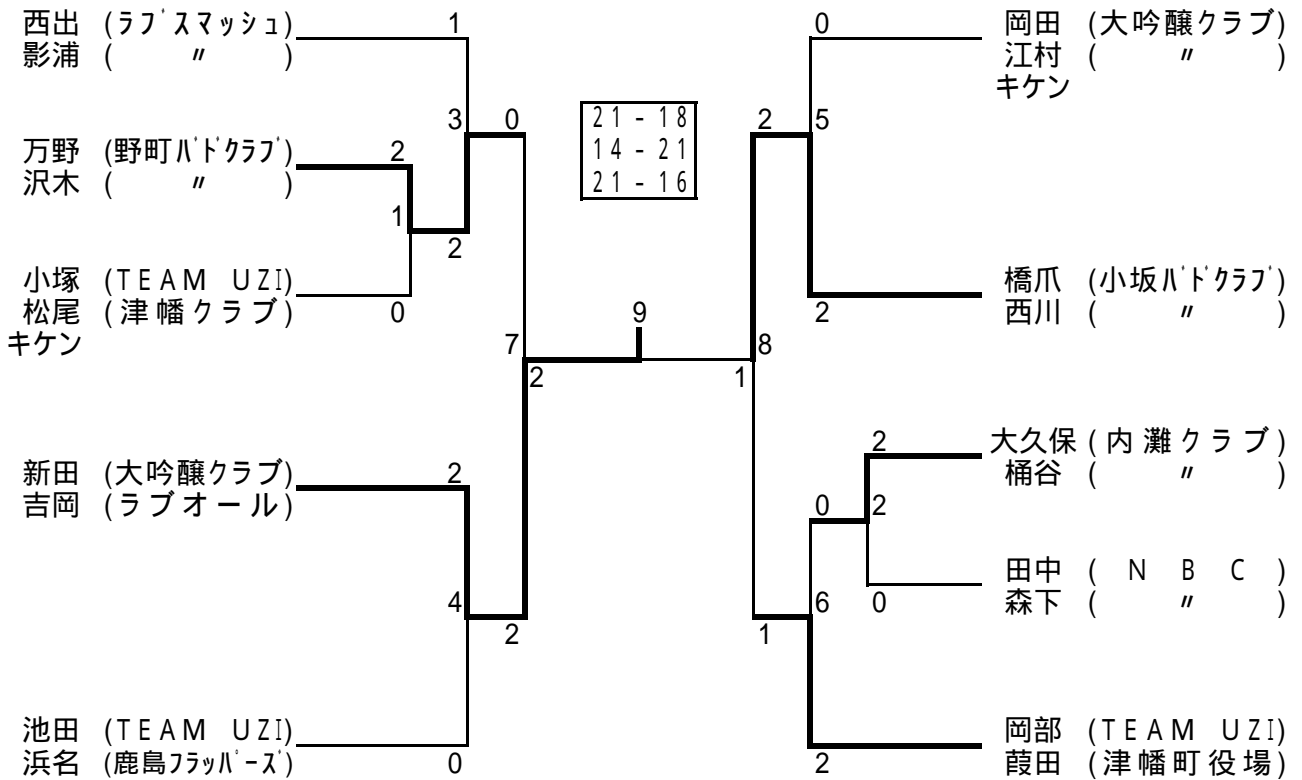 西出 (ラブスマッシュ)
影浦 ( 〃 )
1
万野 (野町バドクラブ)
沢木 ( 〃 )
2
3
0
1
2
小塚 (TEAM UZI)
松尾 (津幡クラブ)
キケン
0
7
2
新田 (大吟醸クラブ)
吉岡 (ラブオール)
2
4
2
池田 (TEAM UZI)
浜名 (鹿島フラッパーズ)
0
21 - 18
14 - 21
21 - 16
9
0
岡田 (大吟醸クラブ)
江村 ( 〃 )
キケン
2
5
橋爪 (小坂バドクラブ)
西川 ( 〃 )
2
8
1
大久保 (内灘クラブ)
桶谷 ( 〃 )
2
0
2
田中 ( N B C )
森下 ( 〃 )
0
6
1
岡部 (TEAM UZI)
葭田 (津幡町役場)
2